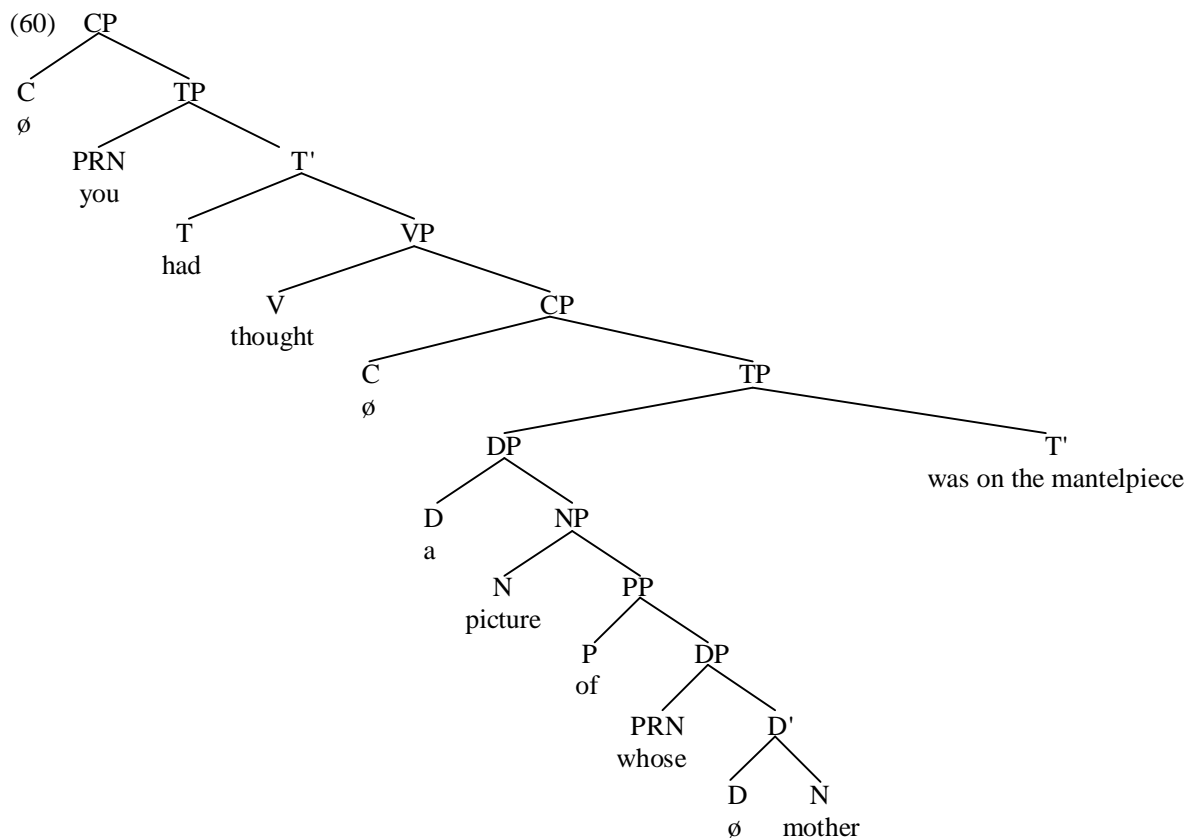 (60) CP
C TP
ø
PRN T'
you
T VP
had
V CP
thought
C TP
ø
DP T'
was on the mantelpiece
D NP
a
N PP
picture
P DP
of
PRN D'
whose
D N
ø mother